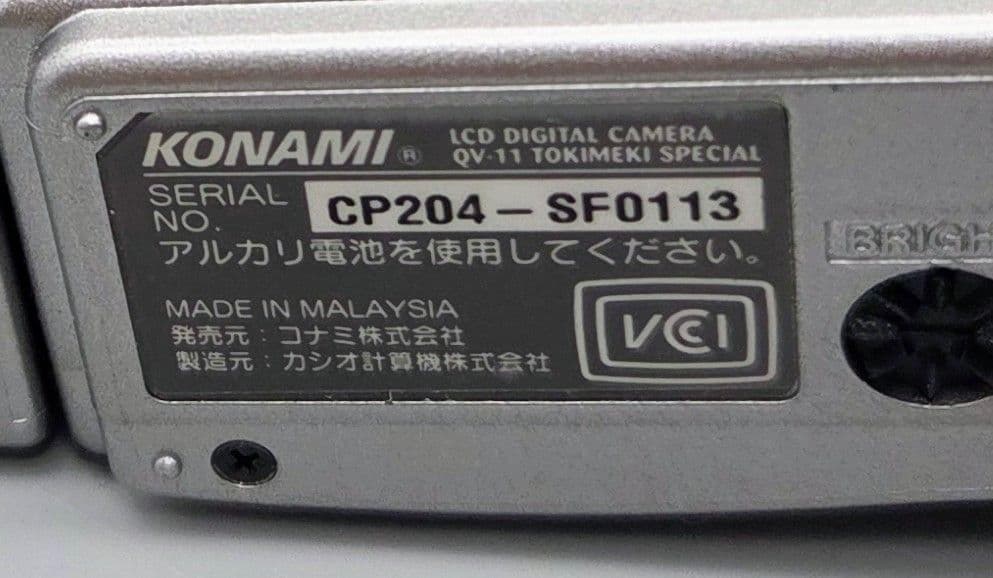 KONAMI ® LCD DIGITAL CAMERA
QV-11 TOKIMEKI SPECIAL
SERIAL NO. CP204-SF0113
アルカリ電池を使用してください。
MADE IN MALAYSIA
発売元:コナミ株式会社
製造元:カシオ計算機株式会社
VCCI
BRIGH